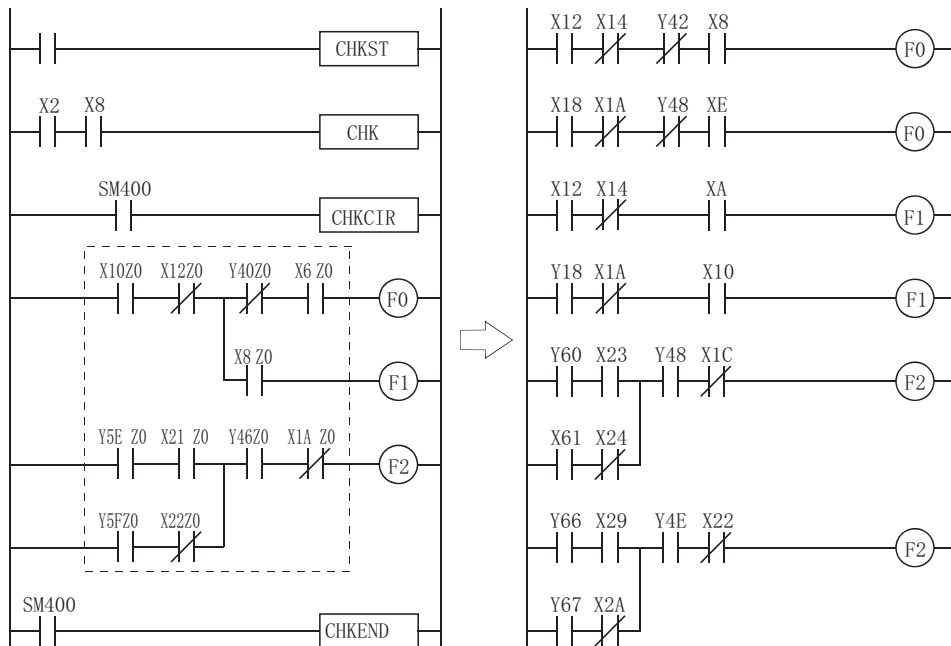 CHKST
X2 X8
CHK
SM400
CHKCIR
X10Z0 X12Z0 Y40Z0 X6 Z0
F0
X8 Z0
F1
Y5E Z0 X21 Z0 Y46Z0 X1A Z0
F2
Y5FZ0 X22Z0
SM400
CHKEND
X12 X14 Y42 X8
F0
X18 X1A Y48 XE
F0
X12 X14 XA
F1
Y18 X1A X10
F1
Y60 X23 Y48 X1C
F2
X61 X24
Y66 X29 Y4E X22
F2
Y67 X2A